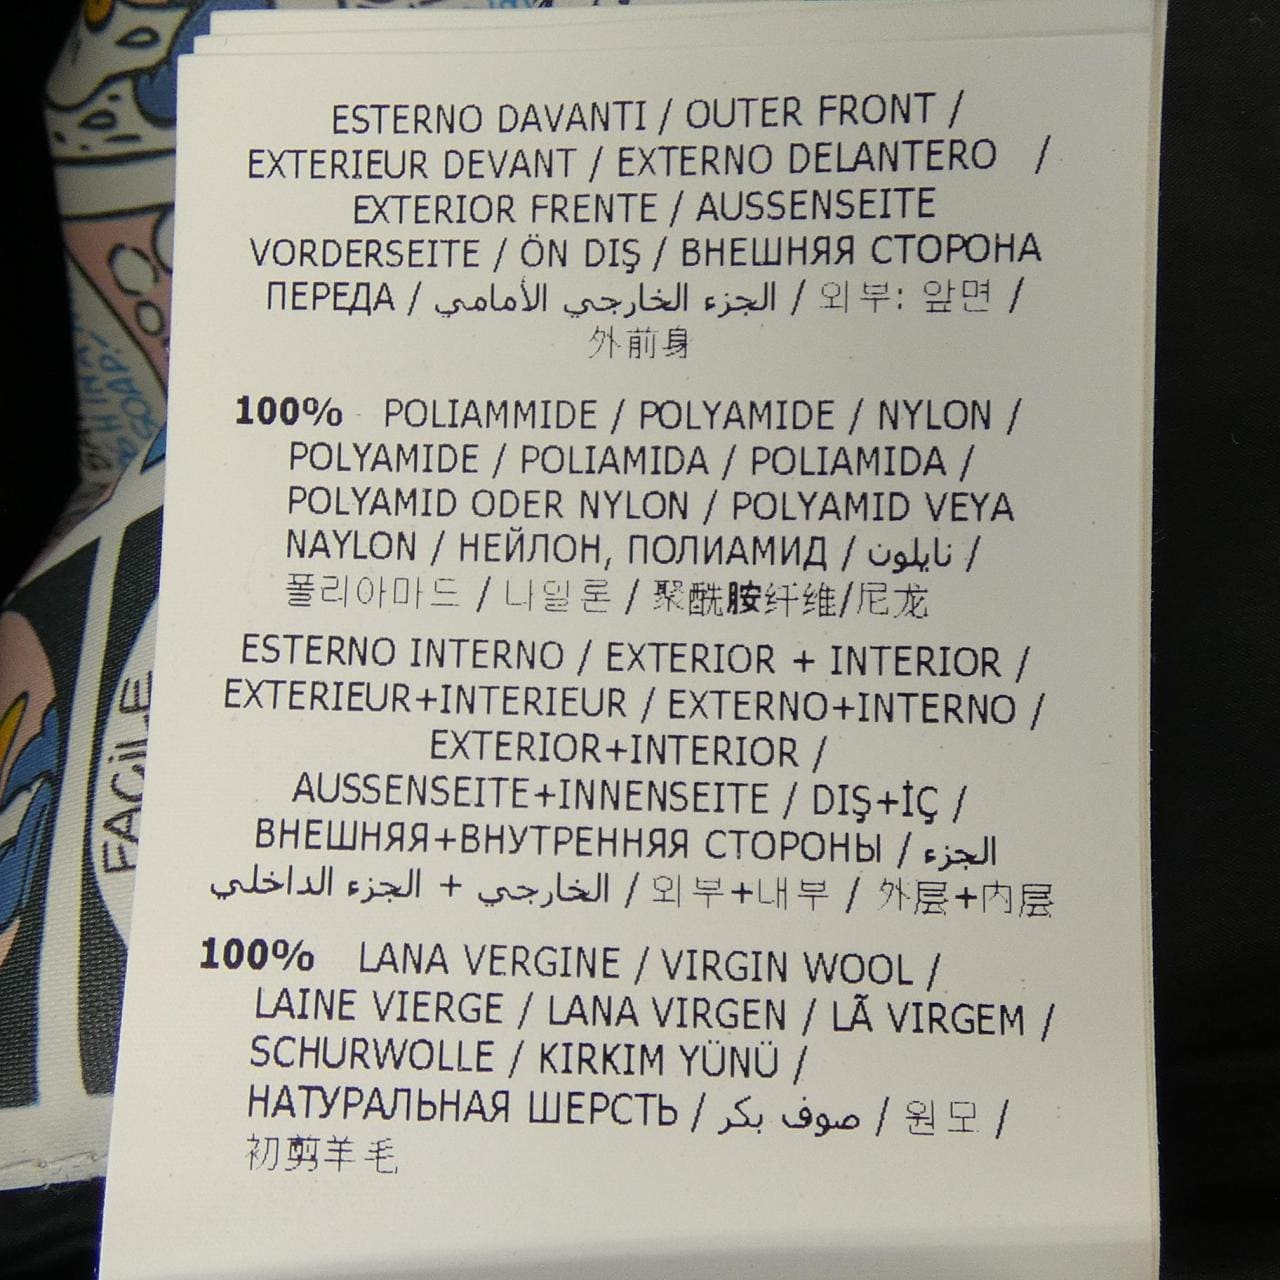 ESTERNO DAVANTI / OUTER FRONT /
EXTERIEUR DEVANT / EXTERNO DELANTERO /
EXTERIOR FRENTE / AUSSENSEITE
VORDERSEITE / ÖN DIŞ / ВНЕШНЯЯ СТОРОНА
ПЕРЕДА / الجزء الخارجي الأمامي / 외부: 앞면 /
外前身
100% POLIAMMIDE / POLYAMIDE / NYLON /
POLYAMIDE / POLIAMIDA / POLIAMIDA /
POLYAMID ODER NYLON / POLYAMID VEYA
NAYLON / НЕЙЛОН, ПОЛИАМИД / نايلون /
폴리아마드 / 나일론 / 聚酰胺纤维/尼龙
ESTERNO INTERNO / EXTERIOR + INTERIOR /
EXTERIEUR+INTERIEUR / EXTERNO+INTERNO /
EXTERIOR+INTERIOR /
AUSSENSEITE+INNENSEITE / DIŞ+İÇ /
ВНЕШНЯЯ+ВНУТРЕННЯЯ СТОРОНЫ / الجزء
الخارجي + الجزء الداخلي / 외부+내부 / 外层+内层
100% LANA VERGINE / VIRGIN WOOL /
LAINE VIERGE / LANA VIRGEN / LÃ VIRGEM /
SCHURWOLLE / KIRKIM YÜNÜ /
НАТУРАЛЬНАЯ ШЕРСТЬ / صوف بكر / 원모 /
初剪羊毛
FACILE
SOAP!